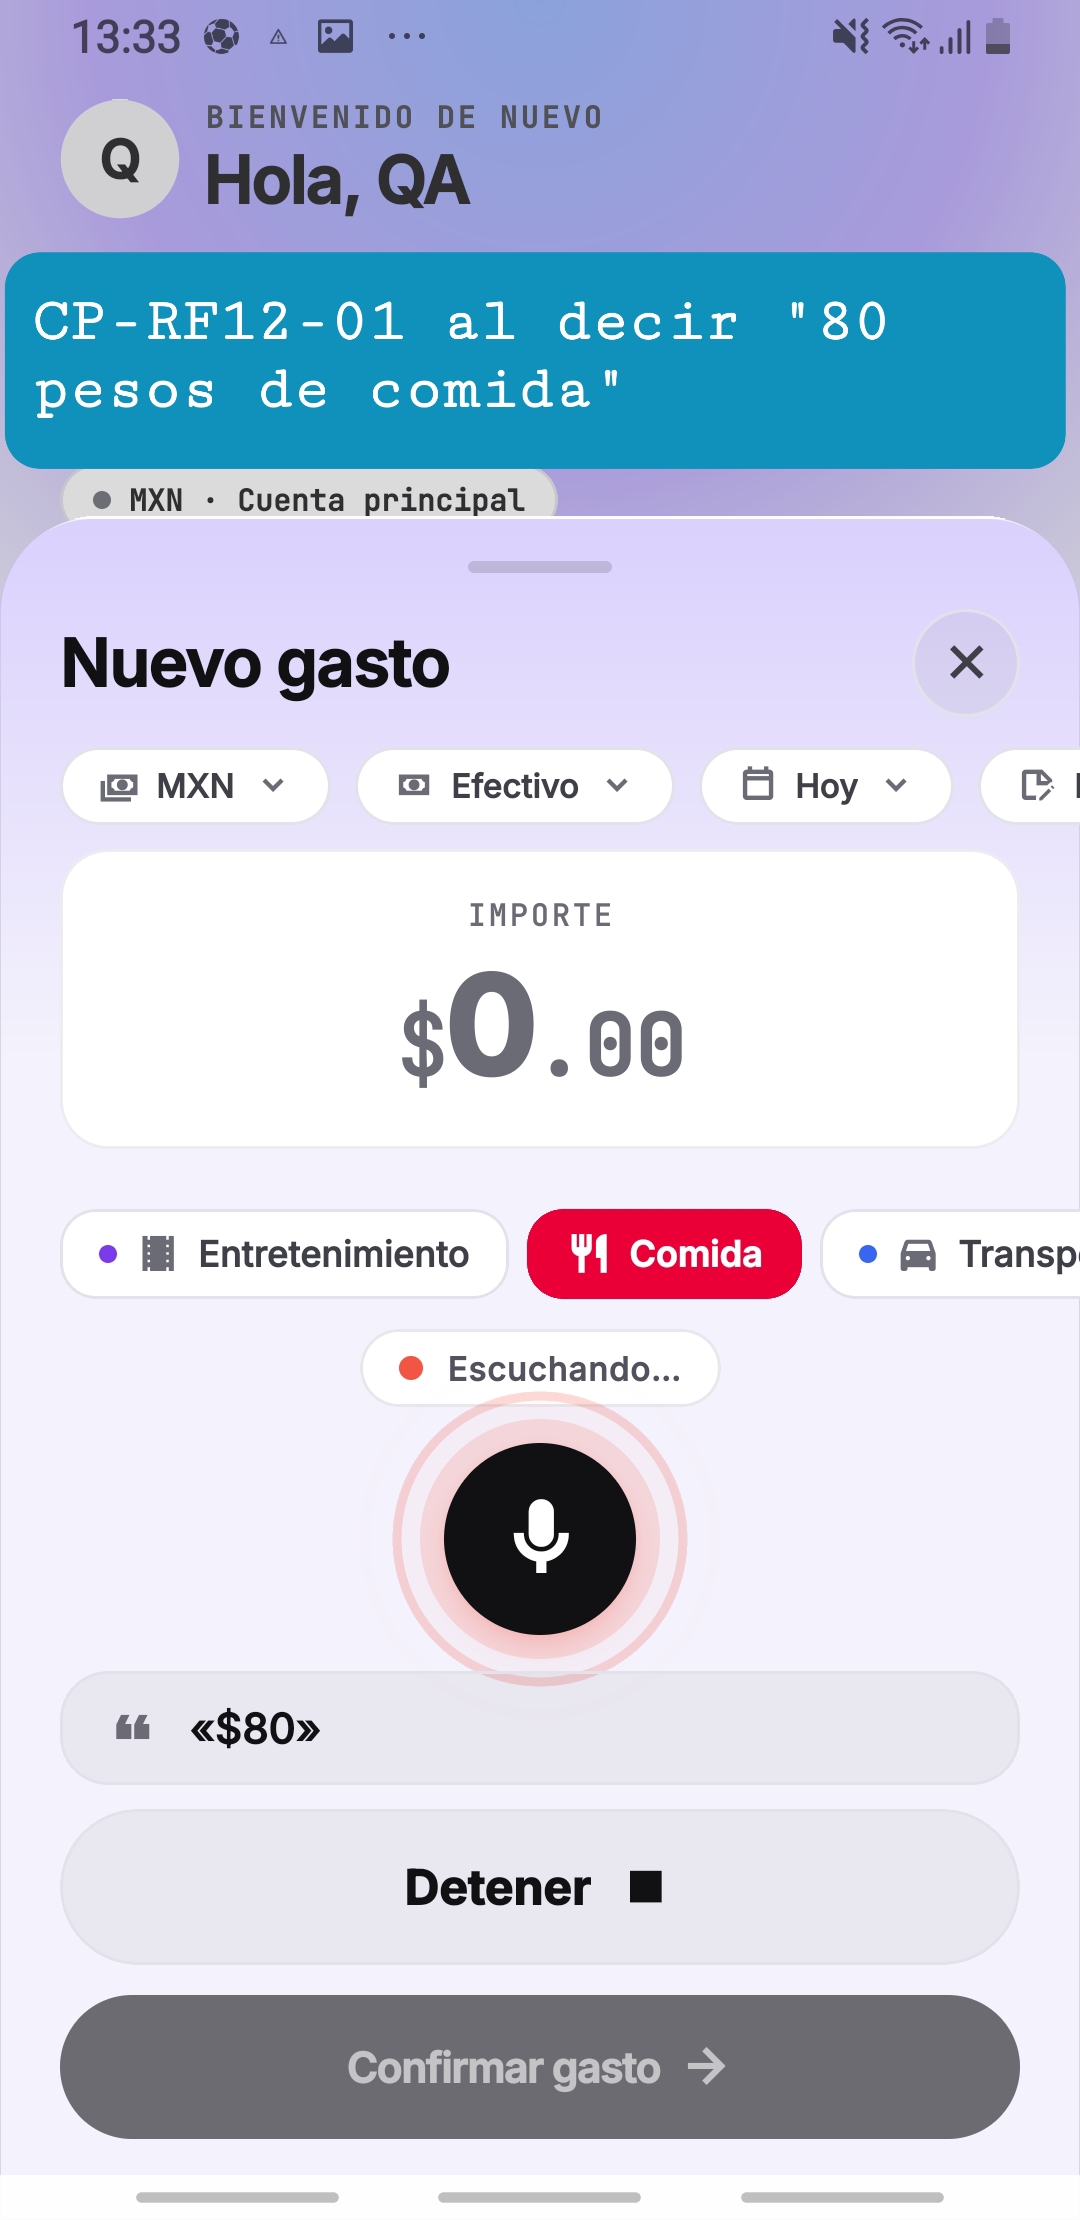 13:33
BIENVENIDO DE NUEVO
Q
Hola, QA
CP-RF12-01 al decir "80
pesos de comida"
MXN · Cuenta principal
Nuevo gasto
MXN
Efectivo
Hoy
IMPORTE
$0.00
Entretenimiento
Comida
Transp
Escuchando...
«$80»
Detener
Confirmar gasto →